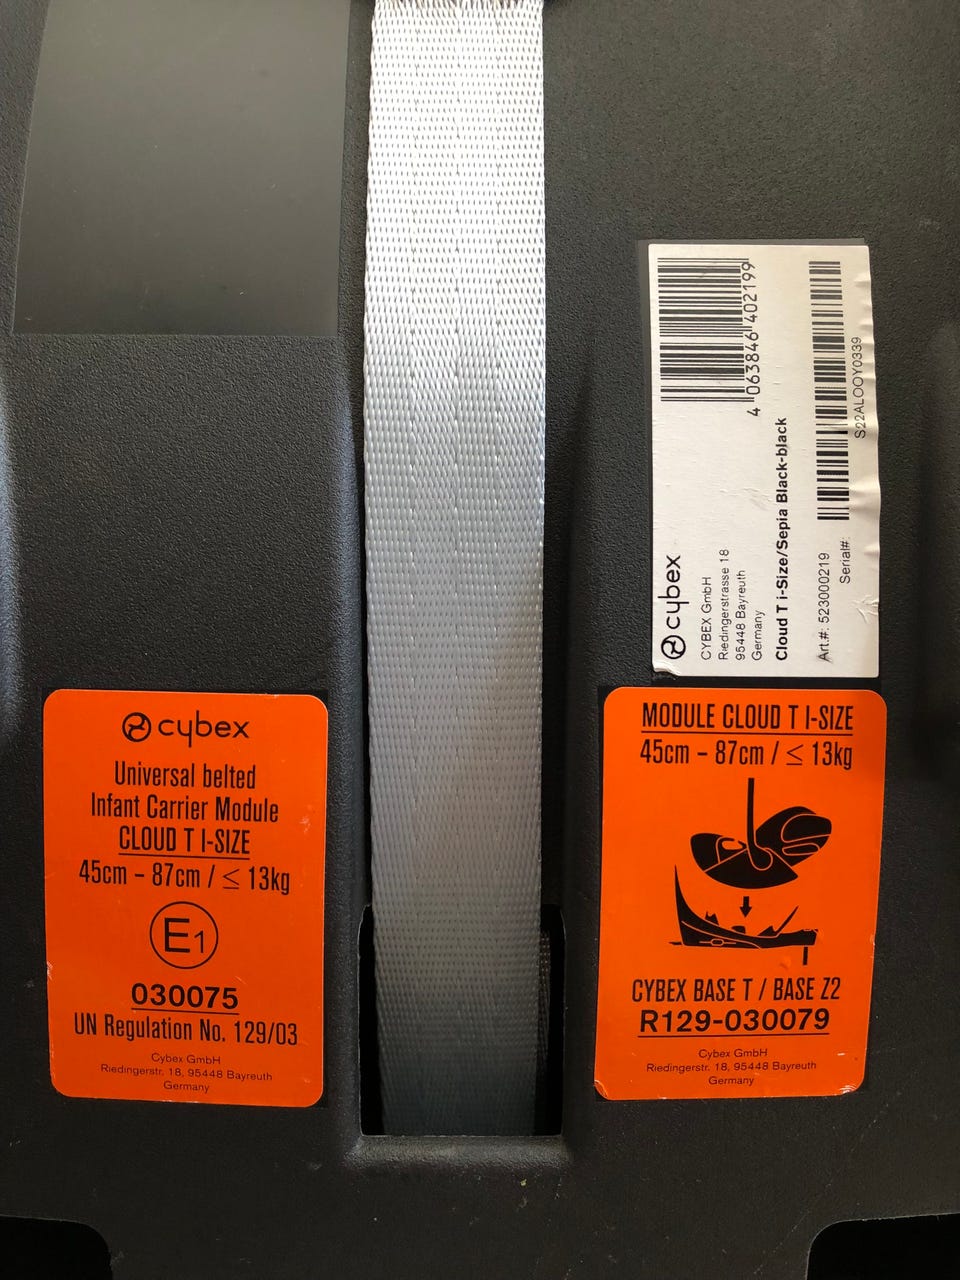 cybex
Universal belted
Infant Carrier Module
CLOUD T I-SIZE
45cm – 87cm / ≤ 13kg
E1
030075
UN Regulation No. 129/03
Cybex GmbH
Riedingerstr. 18, 95448 Bayreuth
Germany
cybex
CYBEX GmbH
Riedingerstrasse 18
95448 Bayreuth
Germany
4 063846 402199
Cloud T i-Size/Sepia Black-black
Art.#: 523000219
Serial#:
S22ALOOY0339
MODULE CLOUD T I-SIZE
45cm – 87cm / ≤ 13kg
CYBEX BASE T / BASE Z2
R129-030079
Cybex GmbH
Riedingerstr. 18, 95448 Bayreuth
Germany